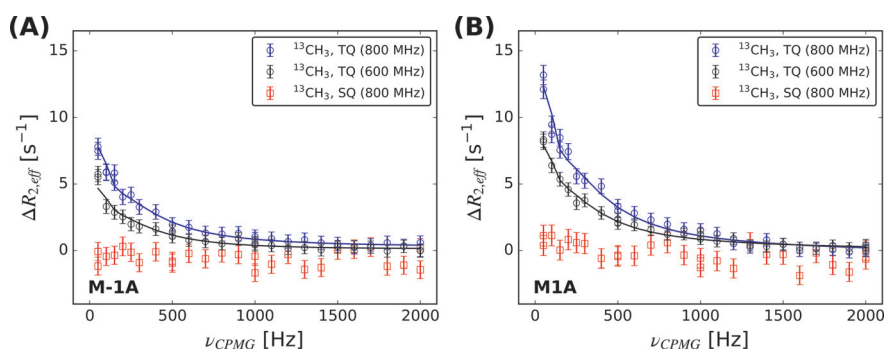 (A)
15
10
5
0
ΔR2,eff [s⁻¹]
¹³CH₃, TQ (800 MHz)
¹³CH₃, TQ (600 MHz)
¹³CH₃, SQ (800 MHz)
M-1A
0 500 1000 1500 2000
νCPMG [Hz]
(B)
15
10
5
0
ΔR2,eff [s⁻¹]
¹³CH₃, TQ (800 MHz)
¹³CH₃, TQ (600 MHz)
¹³CH₃, SQ (800 MHz)
M1A
0 500 1000 1500 2000
νCPMG [Hz]